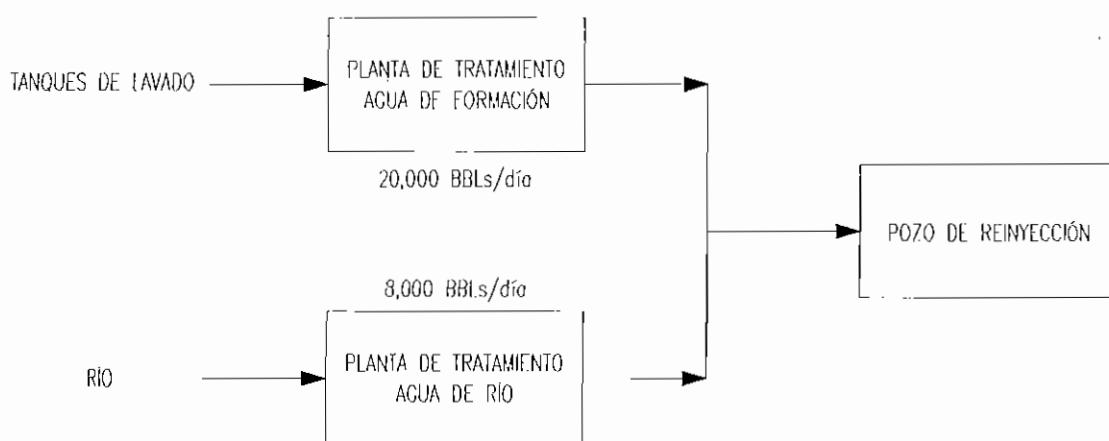 TANQUES DE LAVADO
PLANTA DE TRATAMIENTO
AGUA DE FORMACIÓN
20,000 BBLs/día
POZO DE REINYECCIÓN
8,000 BBLs/día
RÍO
PLANTA DE TRATAMIENTO
AGUA DE RÍO